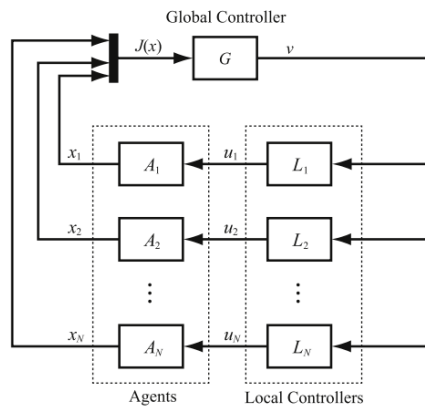 Global Controller
J(x)
G
v
x1
A1
u1
L1
x2
A2
u2
L2
⋮
⋮
xN
AN
uN
LN
Agents
Local Controllers